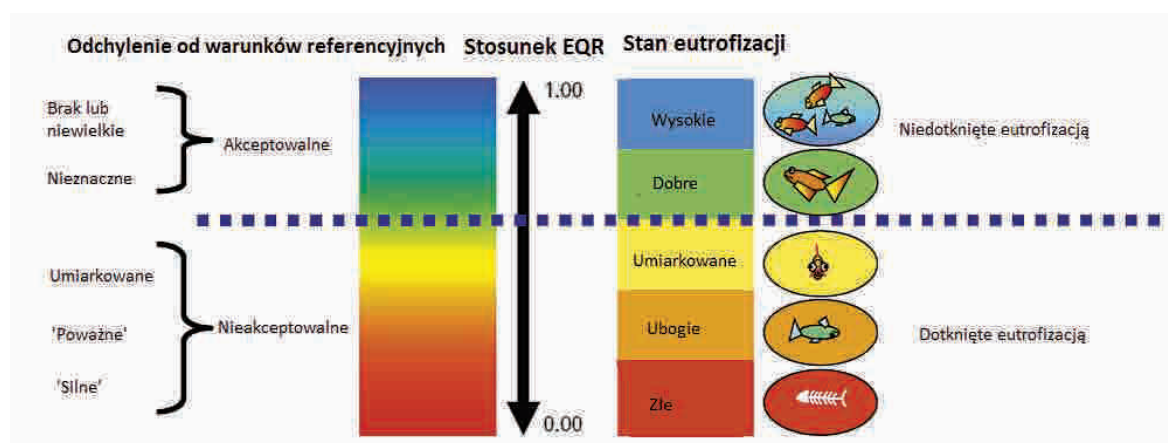 Odchylenie od warunków referencyjnych
Stosunek EQR
Stan eutrofizacji
Brak lub
niewielkie
Nieznaczne
Akceptowalne
1.00
Wysokie
Dobre
Niedotknięte eutrofizacją
Umiarkowane
'Poważne'
'Silne'
Nieakceptowalne
0.00
Umiarkowane
Ubogie
Złe
Dotknięte eutrofizacją